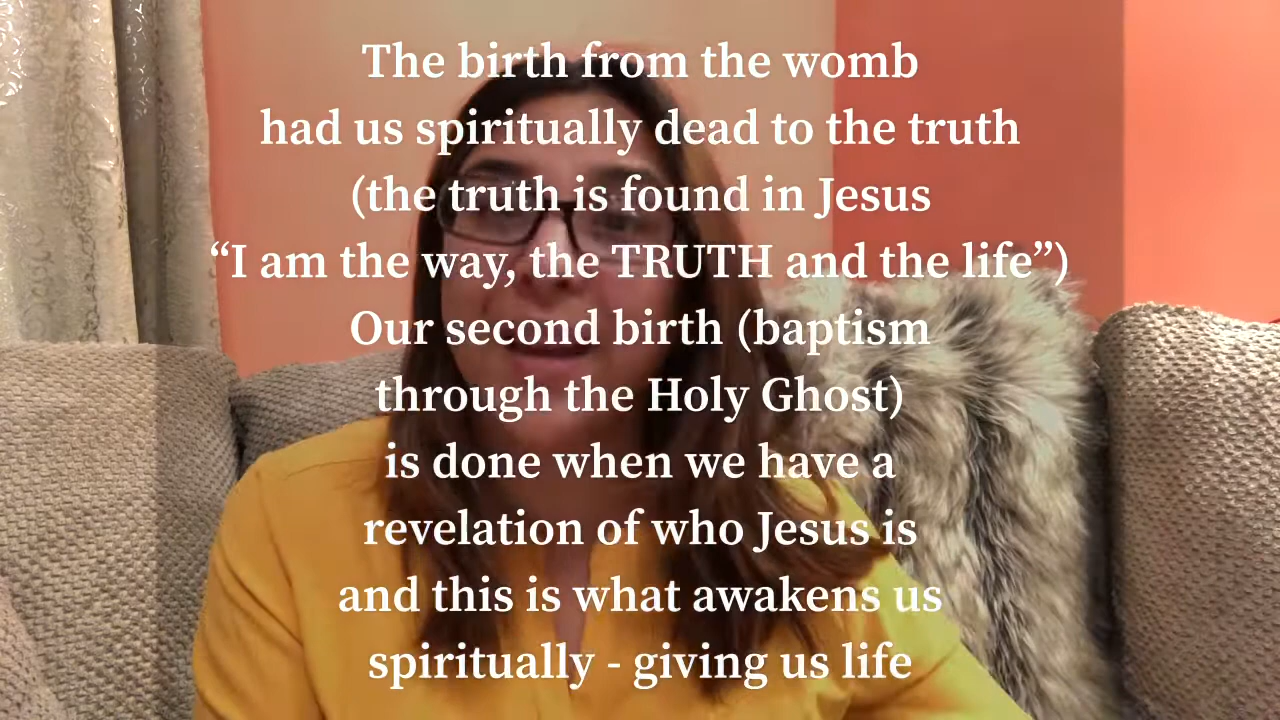 The birth from the womb
had us spiritually dead to the truth
(the truth is found in Jesus
“I am the way, the TRUTH and the life”)
Our second birth (baptism
through the Holy Ghost)
is done when we have a
revelation of who Jesus is
and this is what awakens us
spiritually - giving us life